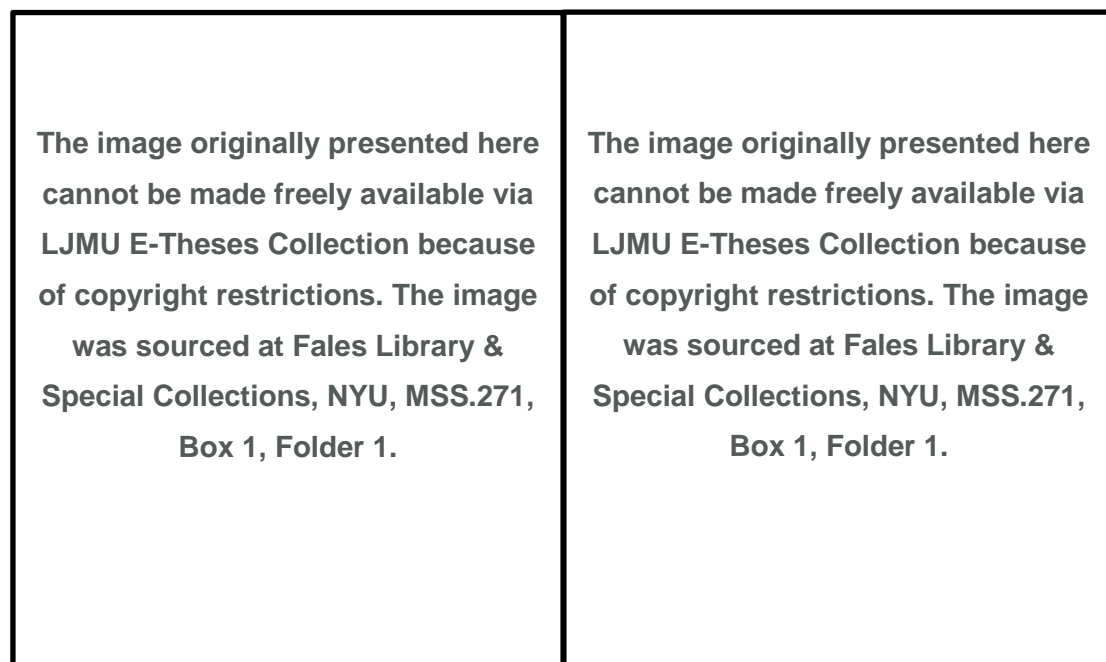 The image originally presented here
cannot be made freely available via
LJMU E-Theses Collection because
of copyright restrictions. The image
was sourced at Fales Library &
Special Collections, NYU, MSS.271,
Box 1, Folder 1.
The image originally presented here
cannot be made freely available via
LJMU E-Theses Collection because
of copyright restrictions. The image
was sourced at Fales Library &
Special Collections, NYU, MSS.271,
Box 1, Folder 1.